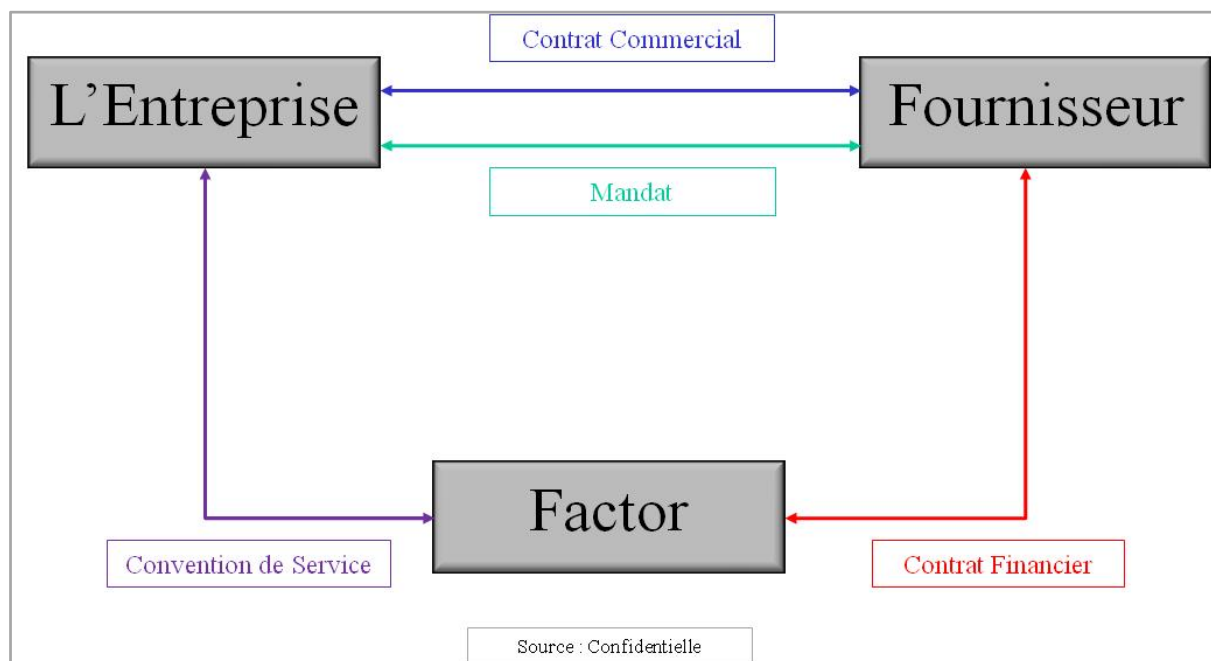 Contrat Commercial
L'Entreprise
Fournisseur
Mandat
Factor
Convention de Service
Contrat Financier
Source : Confidentielle